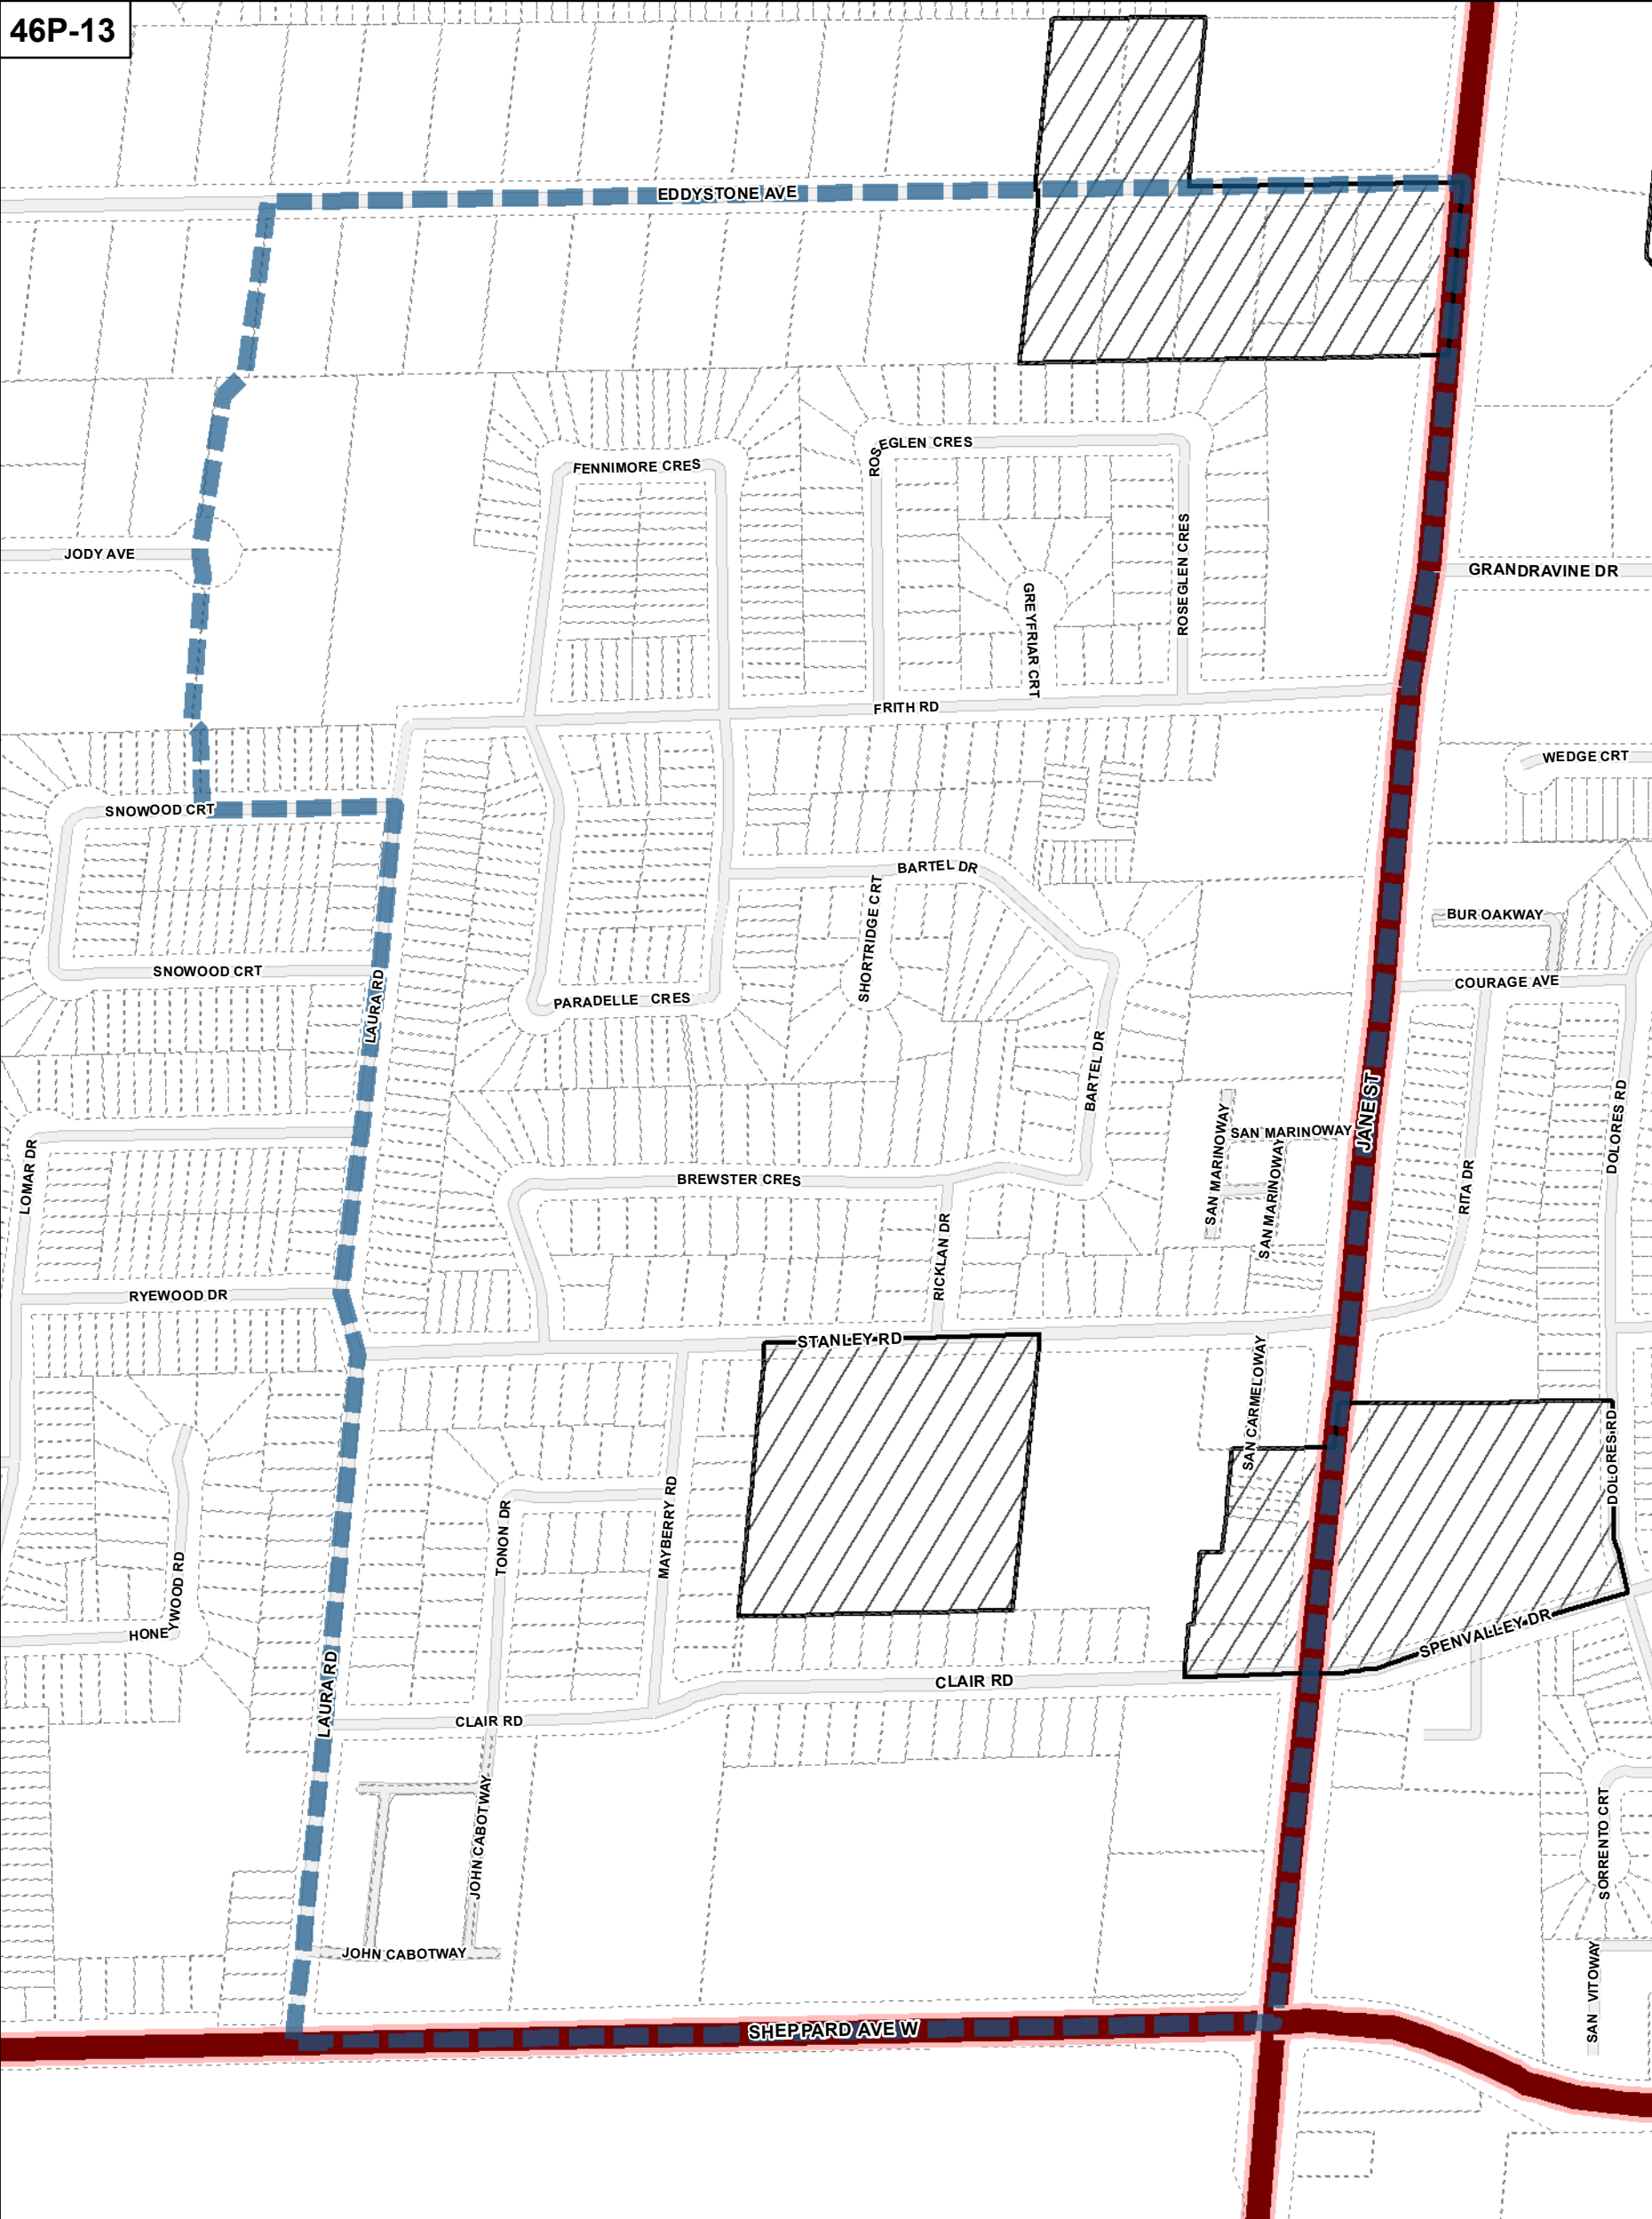 46P-13
EDDYSTONE AVE
ROSEGLEN CRES
FENNIMORE CRES
JODY AVE
GRANDRAVINE DR
ROSEGLEN CRES
GREYFRIAR CRT
FRITH RD
WEDGE CRT
SNOWOOD CRT
BARTEL DR
BUR OAKWAY
SHORTRIDGE CRT
SNOWOOD CRT
COURAGE AVE
PARADELLE CRES
LAURA RD
BARTEL DR
JANE ST
DOLORES RD
SAN MARINOWAY
SAN MARINOWAY
SAN MARINOWAY
LOMAR DR
BREWSTER CRES
RITA DR
RICKLAN DR
RYEWOOD DR
STANLEY RD
SAN CARMELOWAY
DOLORES RD
TONON DR
MAYBERRY RD
HONEYWOOD RD
SPENVALLEY DR
LAURA RD
CLAIR RD
CLAIR RD
JOHN CABOTWAY
SORRENTO CRT
JOHN CABOTWAY
SAN VITOWAY
SHEPPARD AVE W